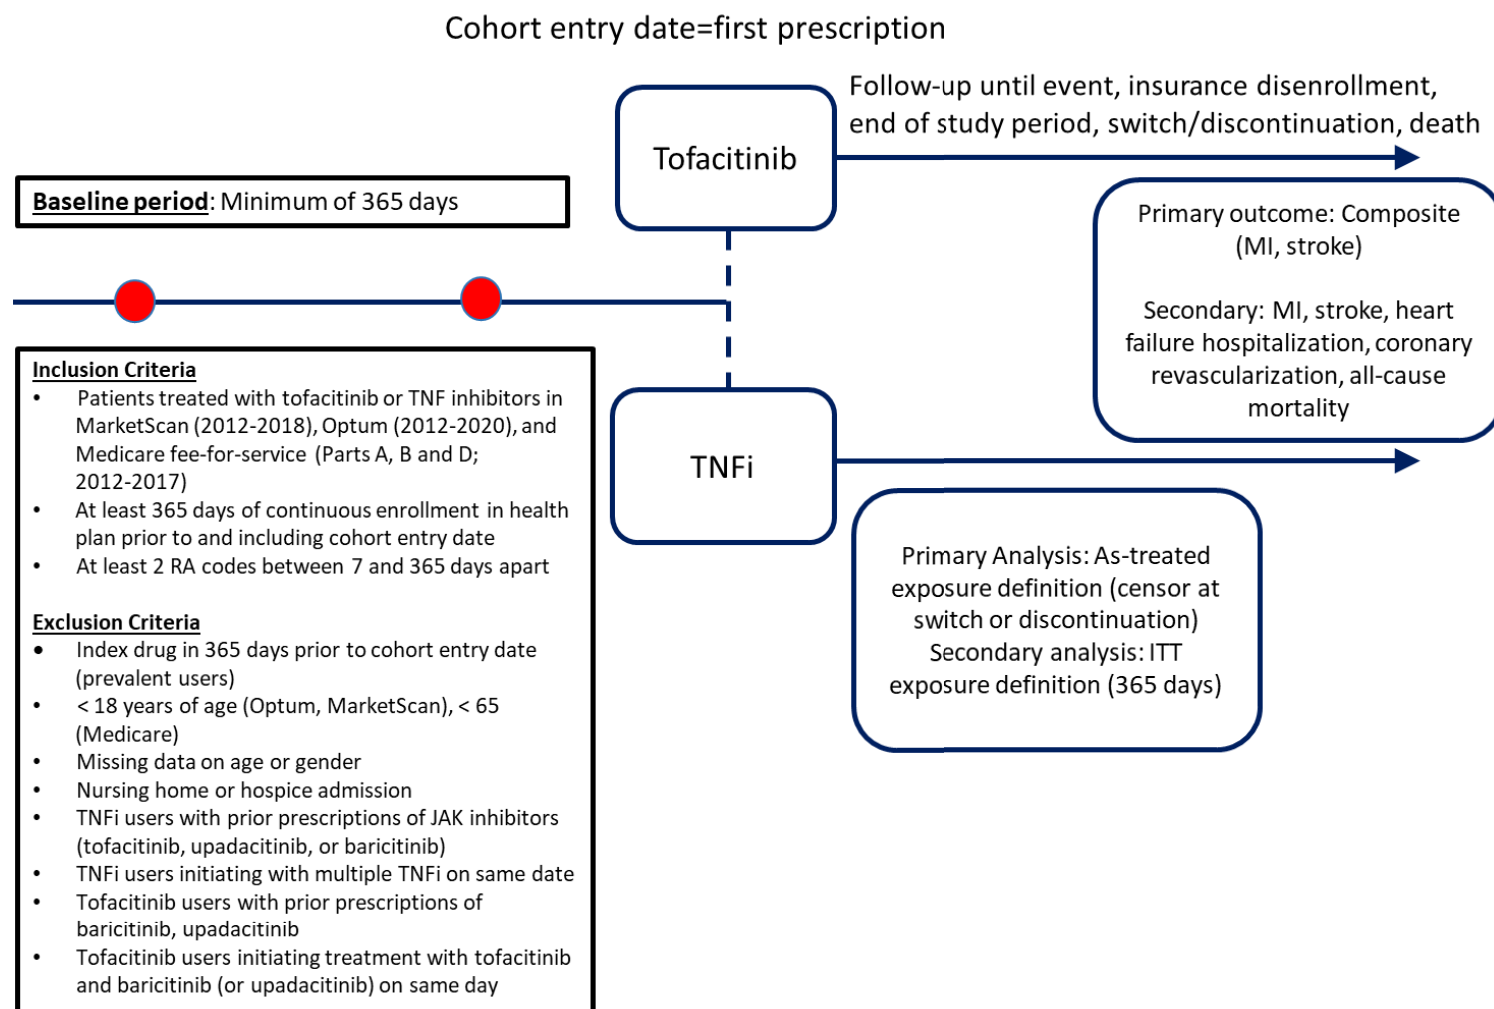 Cohort entry date=first prescription
Follow-up until event, insurance disenrollment,
end of study period, switch/discontinuation, death
Tofacitinib
Baseline period: Minimum of 365 days
Primary outcome: Composite
(MI, stroke)
Secondary: MI, stroke, heart
failure hospitalization, coronary
revascularization, all-cause
mortality
Inclusion Criteria
• Patients treated with tofacitinib or TNF inhibitors in
MarketScan (2012-2018), Optum (2012-2020), and
Medicare fee-for-service (Parts A, B and D;
2012-2017)
• At least 365 days of continuous enrollment in health
plan prior to and including cohort entry date
• At least 2 RA codes between 7 and 365 days apart
Exclusion Criteria
• Index drug in 365 days prior to cohort entry date
(prevalent users)
• < 18 years of age (Optum, MarketScan), < 65
(Medicare)
• Missing data on age or gender
• Nursing home or hospice admission
• TNFi users with prior prescriptions of JAK inhibitors
(tofacitinib, upadacitinib, or baricitinib)
• TNFi users initiating with multiple TNFi on same date
• Tofacitinib users with prior prescriptions of
baricitinib, upadacitinib
• Tofacitinib users initiating treatment with tofacitinib
and baricitinib (or upadacitinib) on same day
TNFi
Primary Analysis: As-treated
exposure definition (censor at
switch or discontinuation)
Secondary analysis: ITT
exposure definition (365 days)